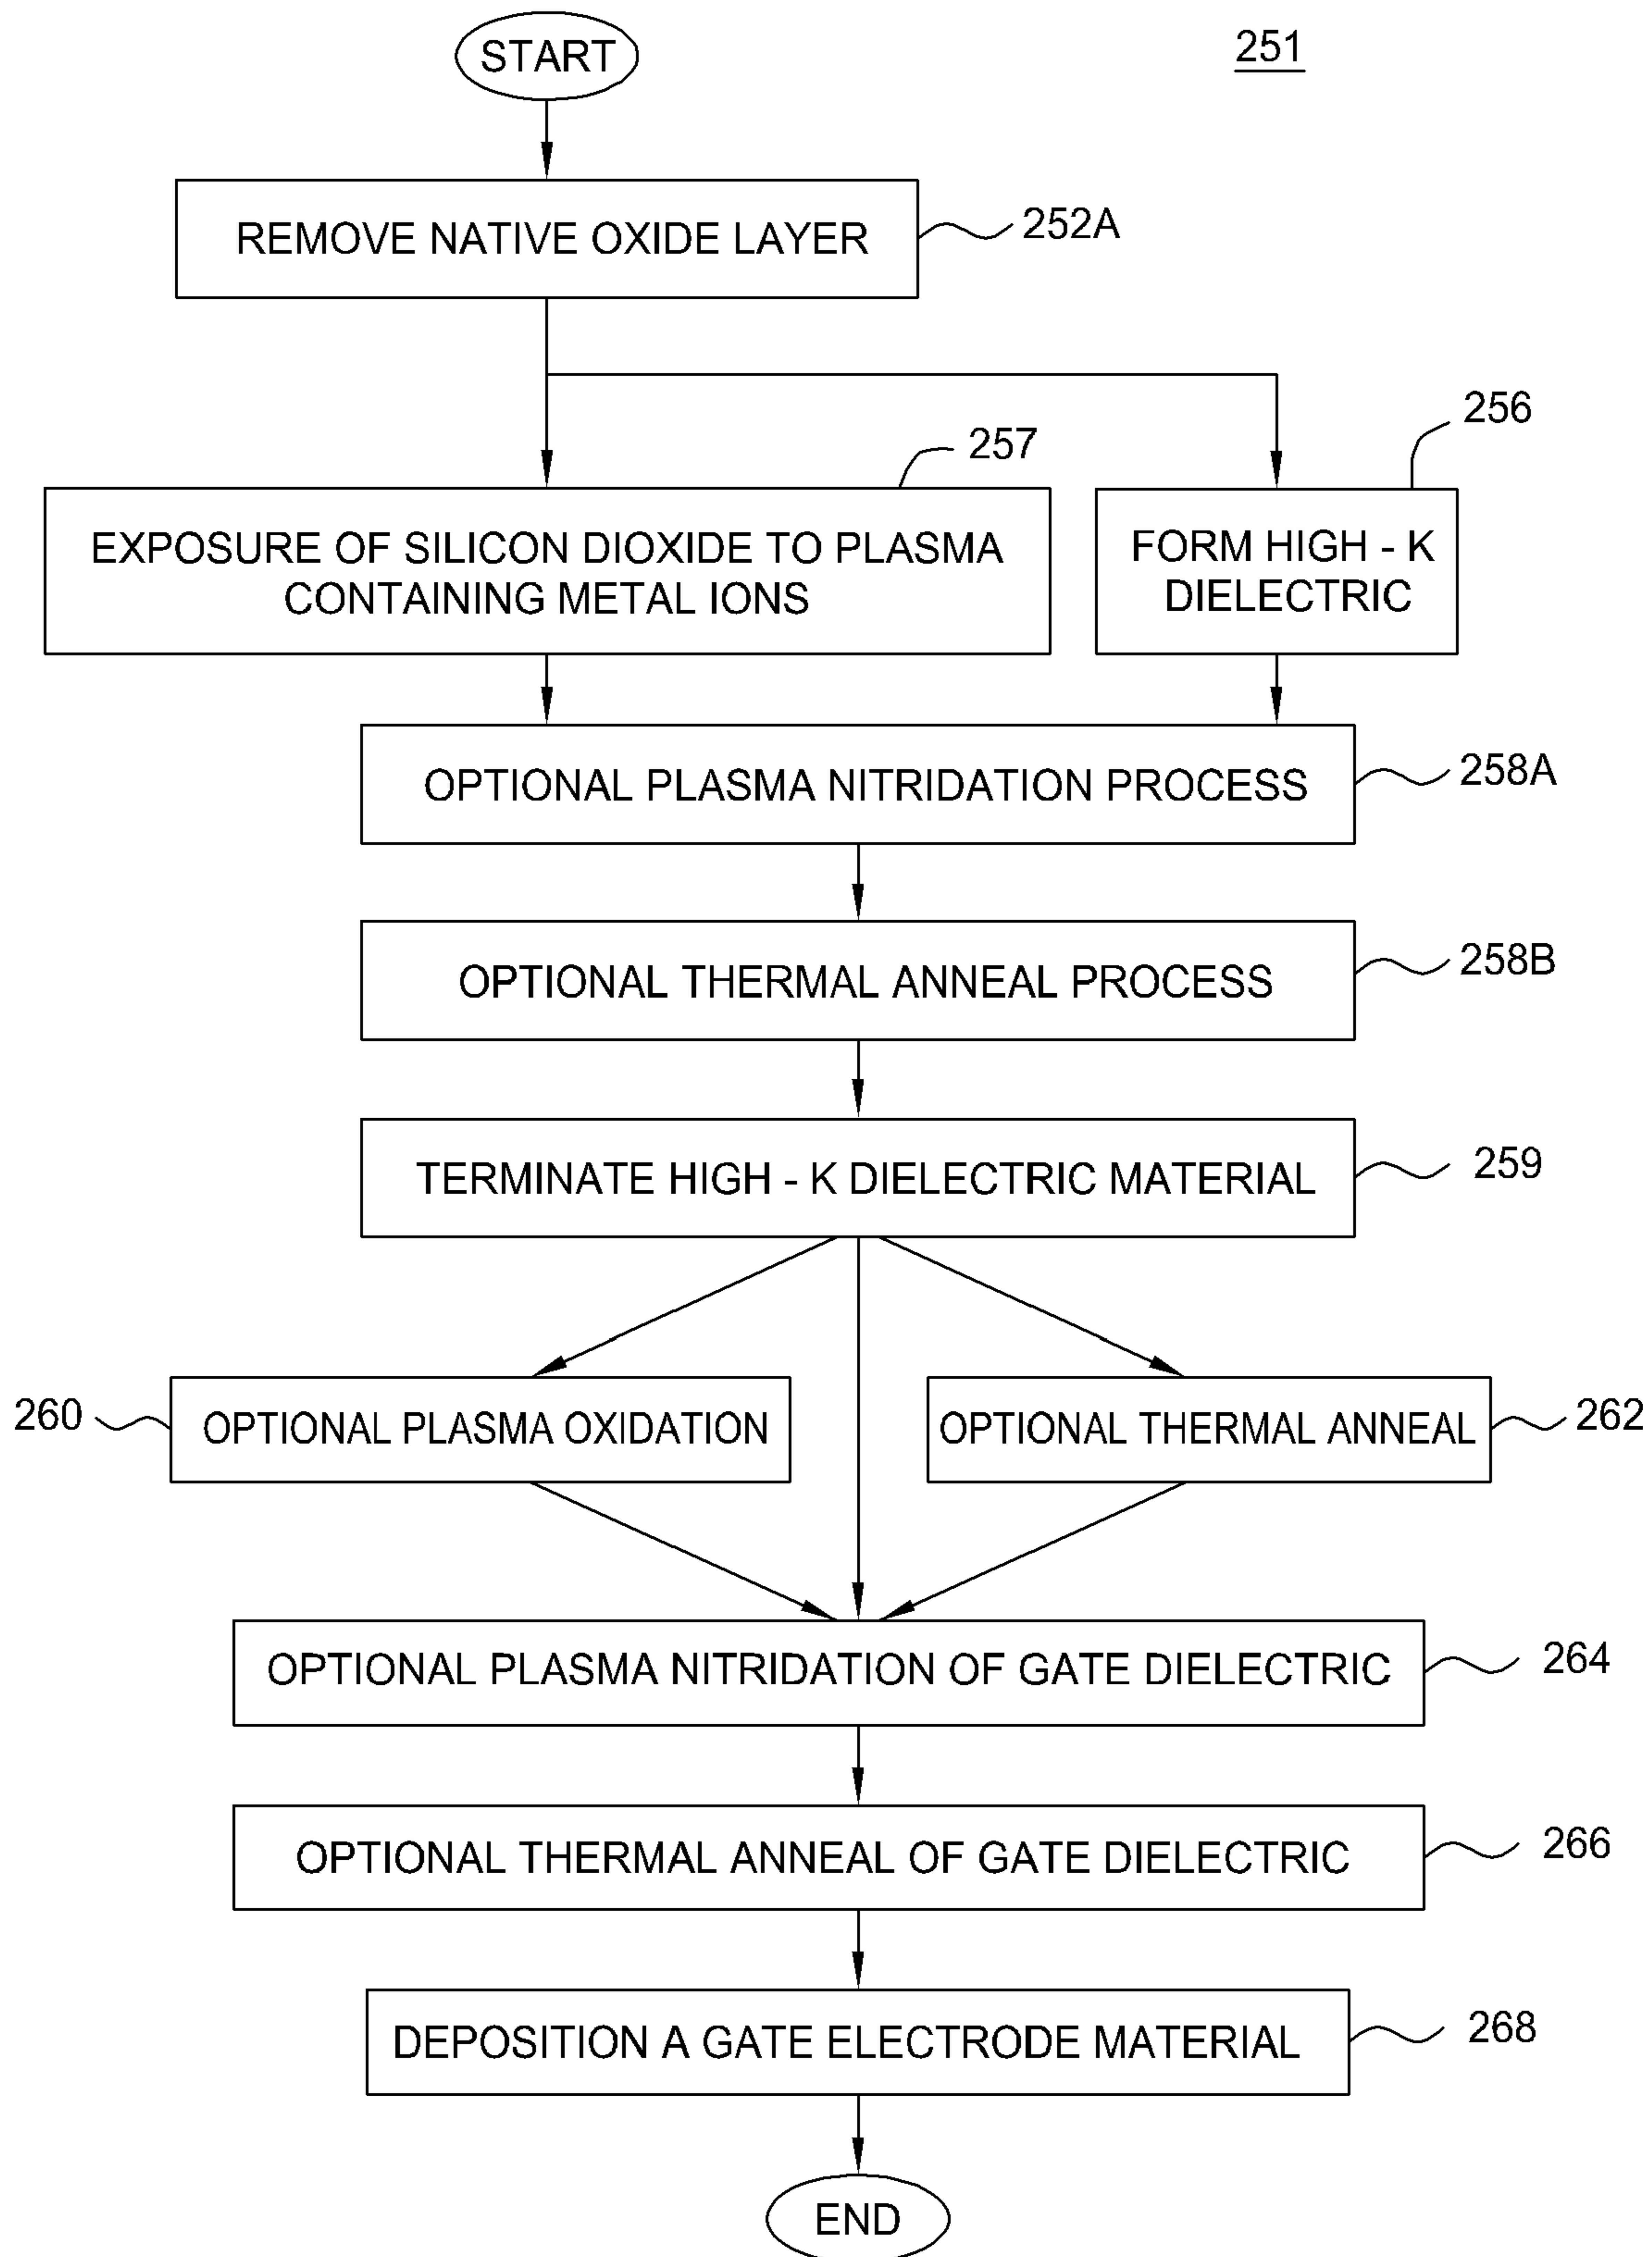 START
251
REMOVE NATIVE OXIDE LAYER
252A
256
257
EXPOSURE OF SILICON DIOXIDE TO PLASMA
CONTAINING METAL IONS
FORM HIGH - K
DIELECTRIC
OPTIONAL PLASMA NITRIDATION PROCESS
258A
OPTIONAL THERMAL ANNEAL PROCESS
258B
TERMINATE HIGH - K DIELECTRIC MATERIAL
259
260
OPTIONAL PLASMA OXIDATION
OPTIONAL THERMAL ANNEAL
262
OPTIONAL PLASMA NITRIDATION OF GATE DIELECTRIC
264
OPTIONAL THERMAL ANNEAL OF GATE DIELECTRIC
266
DEPOSITION A GATE ELECTRODE MATERIAL
268
END